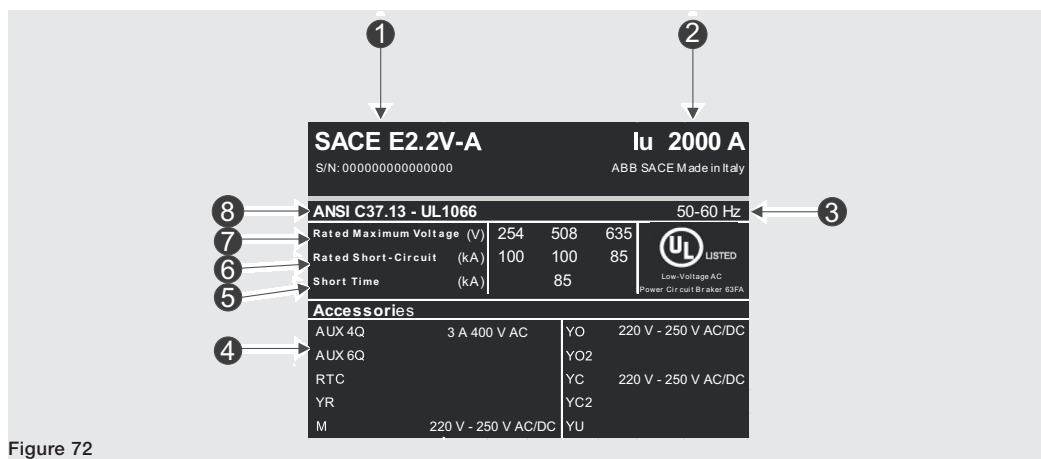 1 2
SACE E2.2V-A Iu 2000 A
S/N: 000000000000000 ABB SACE Made in Italy
8 ANSI C37.13 - UL1066 50-60 Hz 3
7 Rated Maximum Voltage (V) 254 508 635
6 Rated Short-Circuit (kA) 100 100 85
5 Short Time (kA) 85
UL LISTED
Low-Voltage AC
Power Circuit Braker 63FA
Accessories
4
AUX 4Q 3 A 400 V AC YO 220 V - 250 V AC/DC
AUX 6Q YO2
RTC YC 220 V - 250 V AC/DC
YR YC2
M 220 V - 250 V AC/DC YU
Figure 72